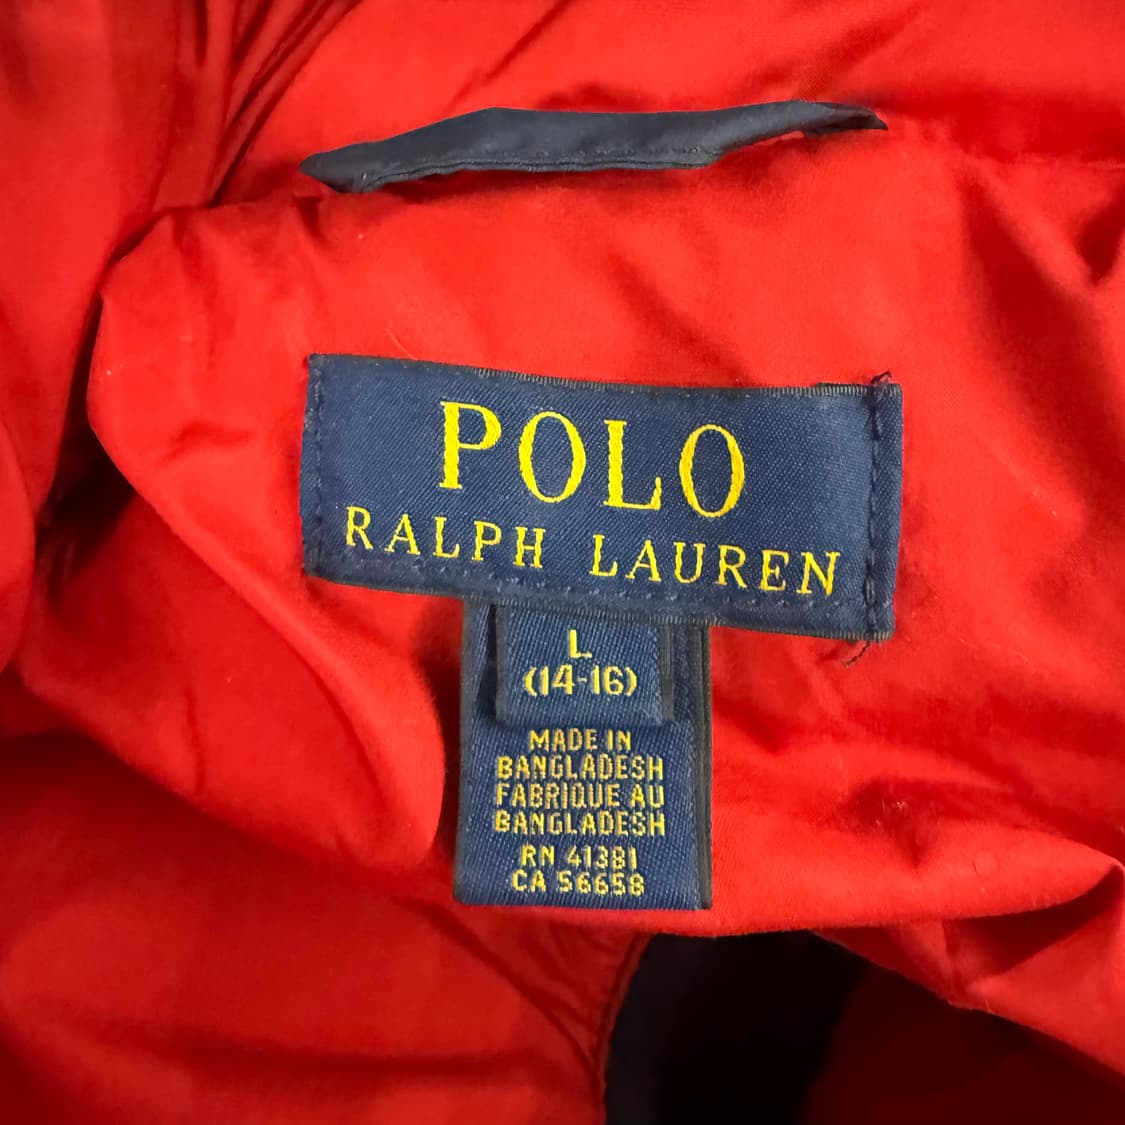 POLO
RALPH LAUREN
L
(14-16)
MADE IN
BANGLADESH
FABRIQUE AU
BANGLADESH
RN 41381
CA 56658